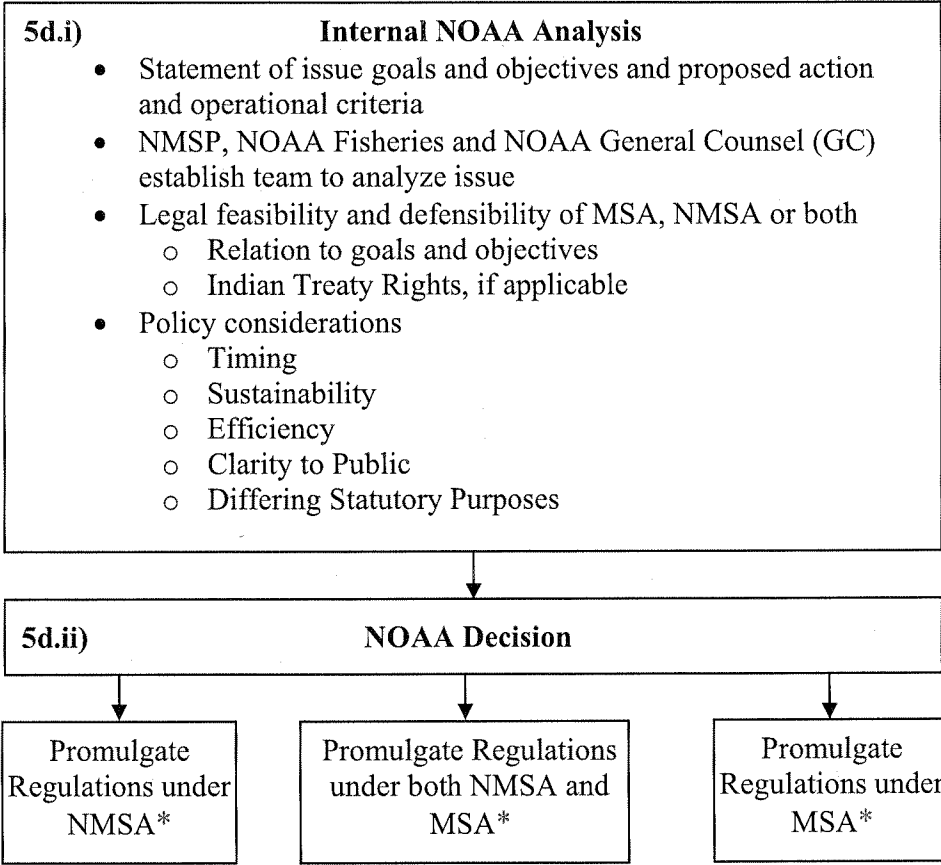 5d.i) Internal NOAA Analysis
• Statement of issue goals and objectives and proposed action
and operational criteria
• NMSP, NOAA Fisheries and NOAA General Counsel (GC)
establish team to analyze issue
• Legal feasibility and defensibility of MSA, NMSA or both
o Relation to goals and objectives
o Indian Treaty Rights, if applicable
• Policy considerations
o Timing
o Sustainability
o Efficiency
o Clarity to Public
o Differing Statutory Purposes
5d.ii) NOAA Decision
Promulgate
Regulations under
NMSA*
Promulgate Regulations
under both NMSA and
MSA*
Promulgate
Regulations under
MSA*